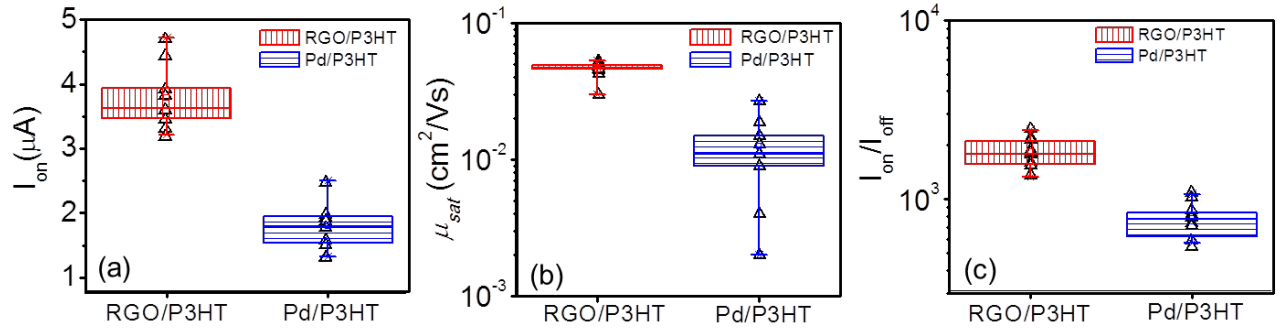 5
4
3
2
1
I_on(μA)
RGO/P3HT
Pd/P3HT
(a)
RGO/P3HT
Pd/P3HT
10^-1
10^-2
10^-3
μ_sat (cm^2/Vs)
RGO/P3HT
Pd/P3HT
(b)
RGO/P3HT
Pd/P3HT
10^4
10^3
I_on/I_off
RGO/P3HT
Pd/P3HT
(c)
RGO/P3HT
Pd/P3HT